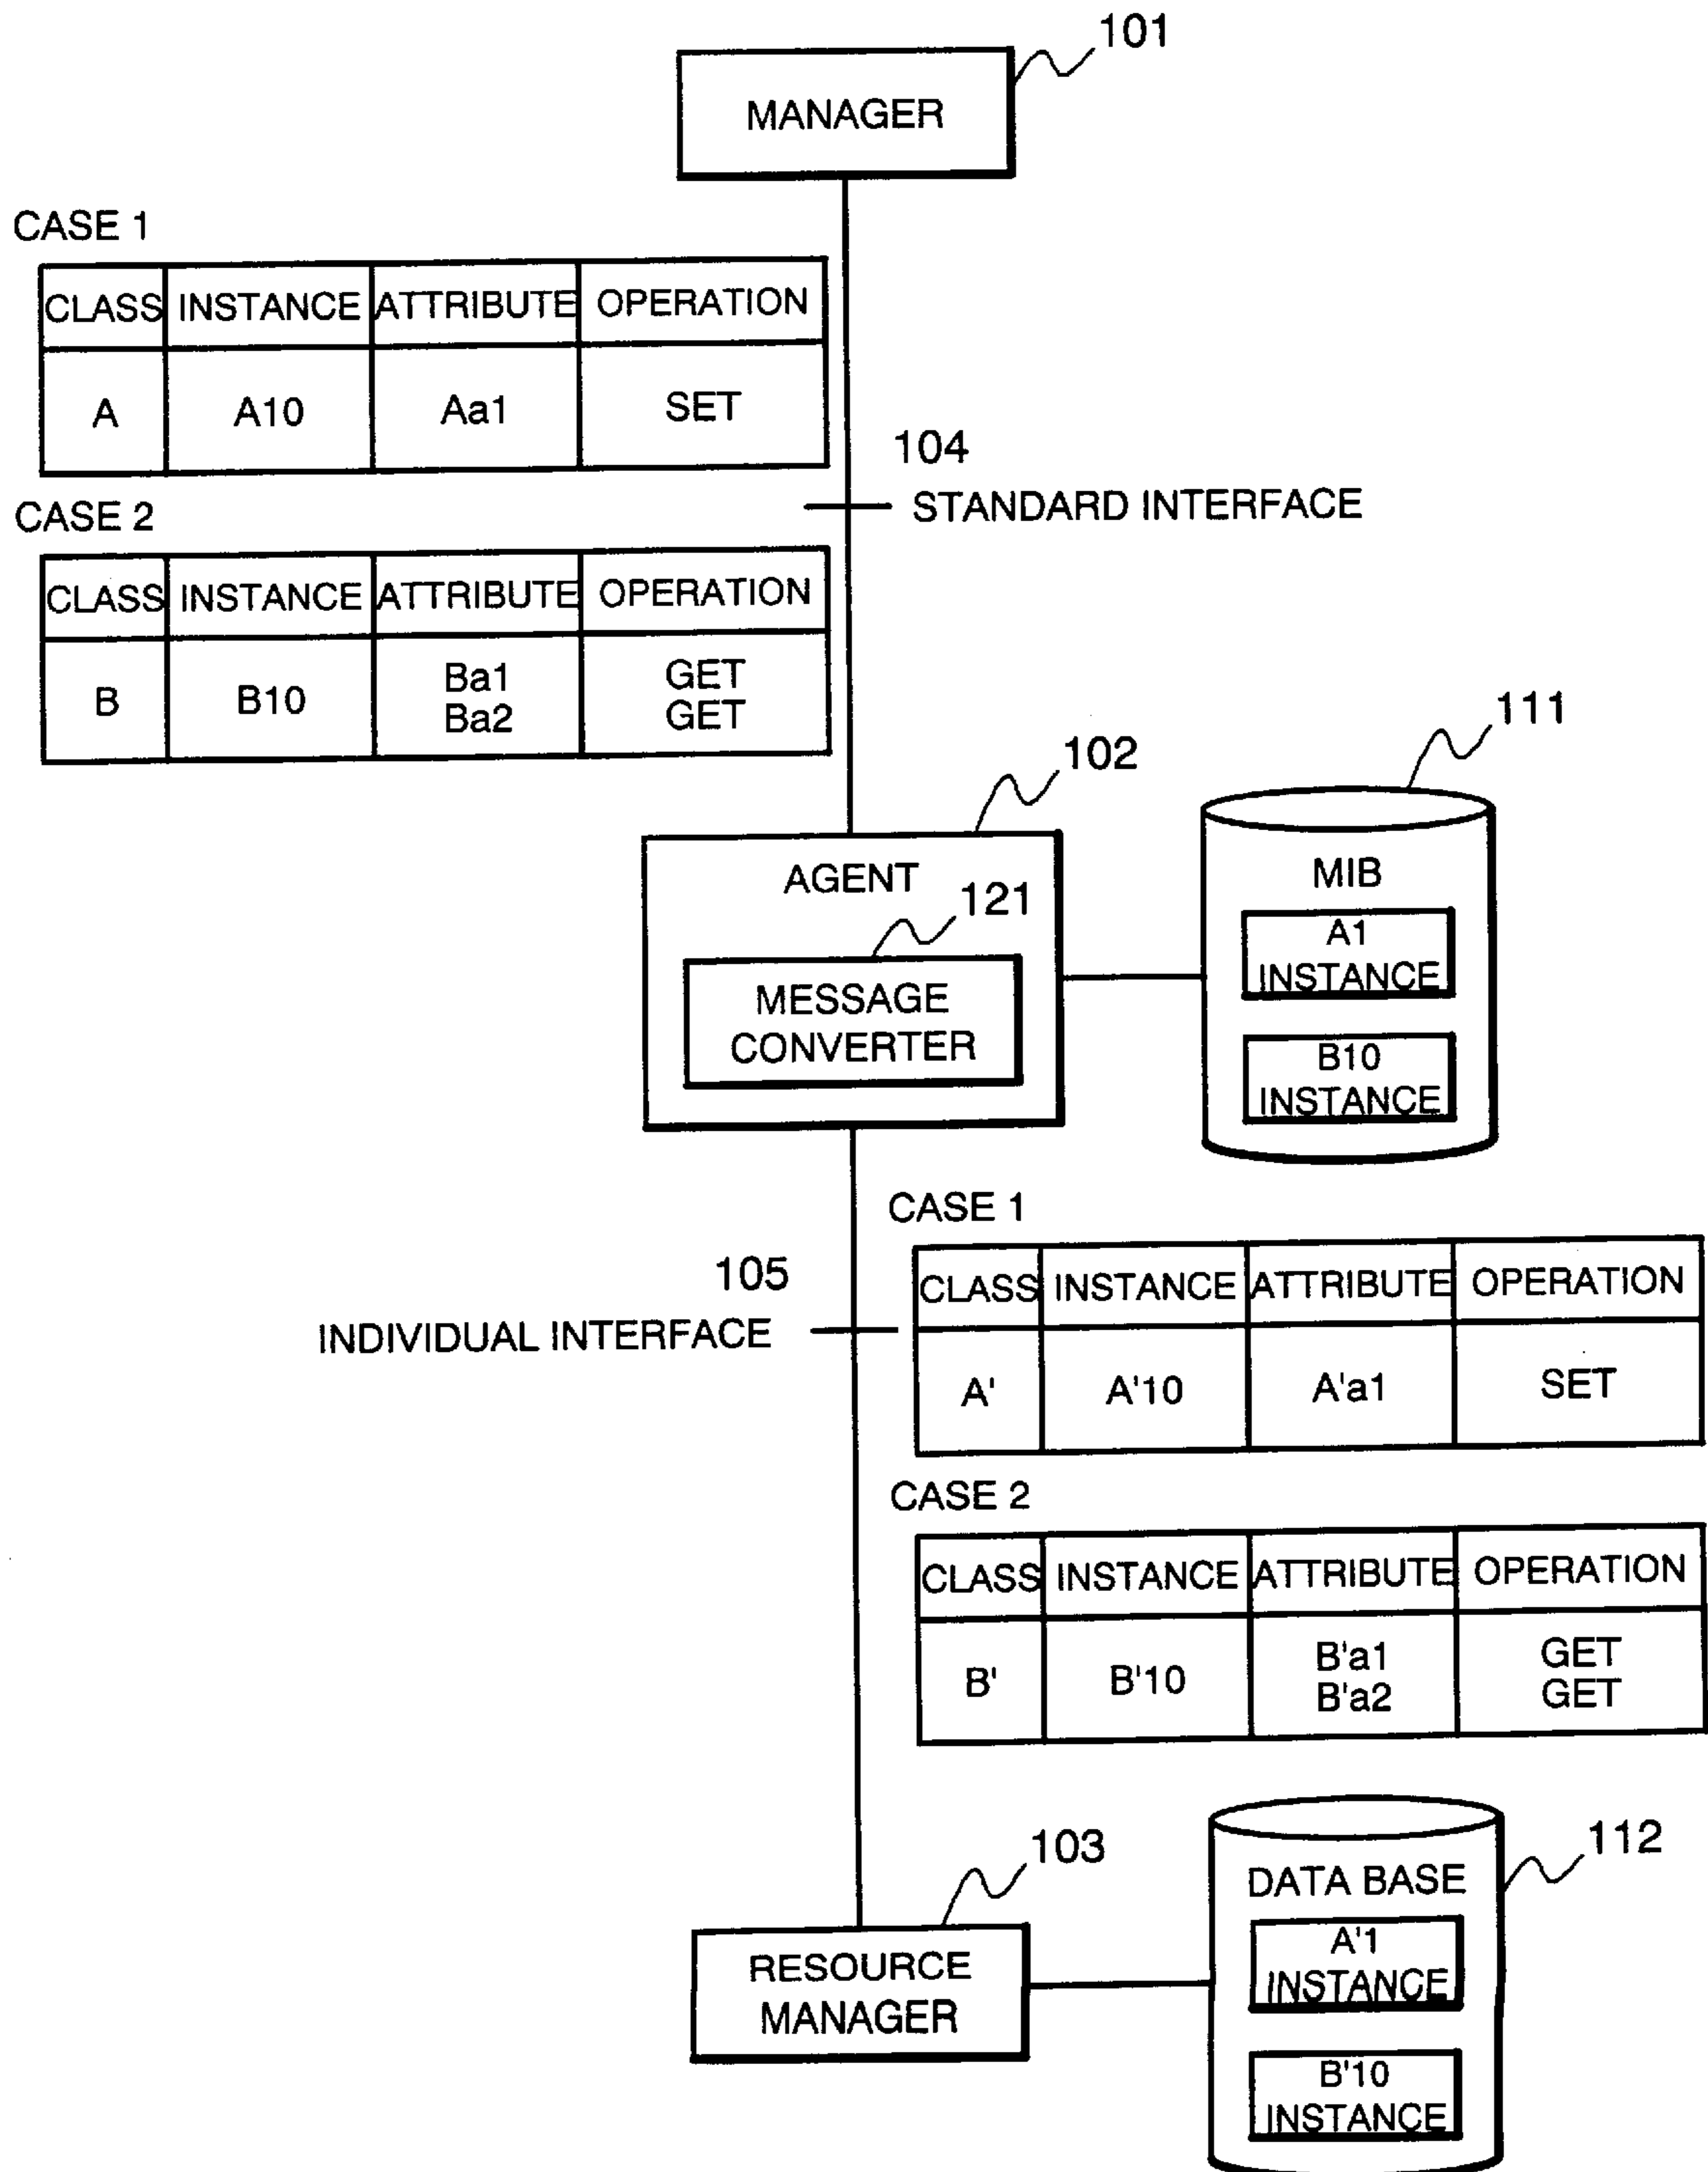 101
MANAGER
CASE 1
CLASS INSTANCE ATTRIBUTE OPERATION
A A10 Aa1 SET
104
STANDARD INTERFACE
CASE 2
CLASS INSTANCE ATTRIBUTE OPERATION
B B10 Ba1 GET
Ba2 GET
102
111
AGENT
121
MESSAGE
CONVERTER
MIB
A1
INSTANCE
B10
INSTANCE
CASE 1
105
INDIVIDUAL INTERFACE
CLASS INSTANCE ATTRIBUTE OPERATION
A' A'10 A'a1 SET
CASE 2
CLASS INSTANCE ATTRIBUTE OPERATION
B' B'10 B'a1 GET
B'a2 GET
103
112
RESOURCE
MANAGER
DATA BASE
A'1
INSTANCE
B'10
INSTANCE